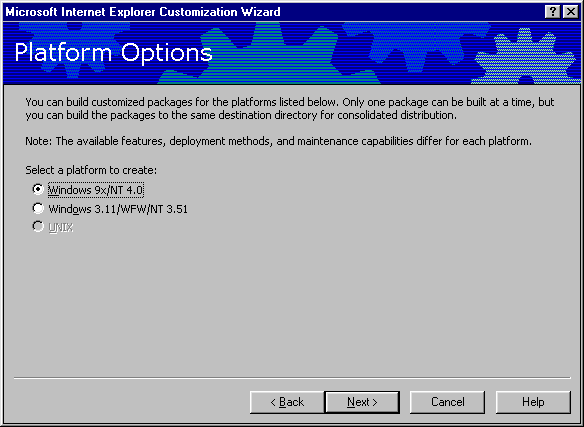 Microsoft Internet Explorer Customization Wizard
Platform Options
You can build customized packages for the platforms listed below. Only one package can be built at a time, but
you can build the packages to the same destination directory for consolidated distribution.
Note: The available features, deployment methods, and maintenance capabilities differ for each platform.
Select a platform to create:
Windows 9x/NT 4.0
Windows 3.11/WFW/NT 3.51
UNIX
< Back
Next >
Cancel
Help